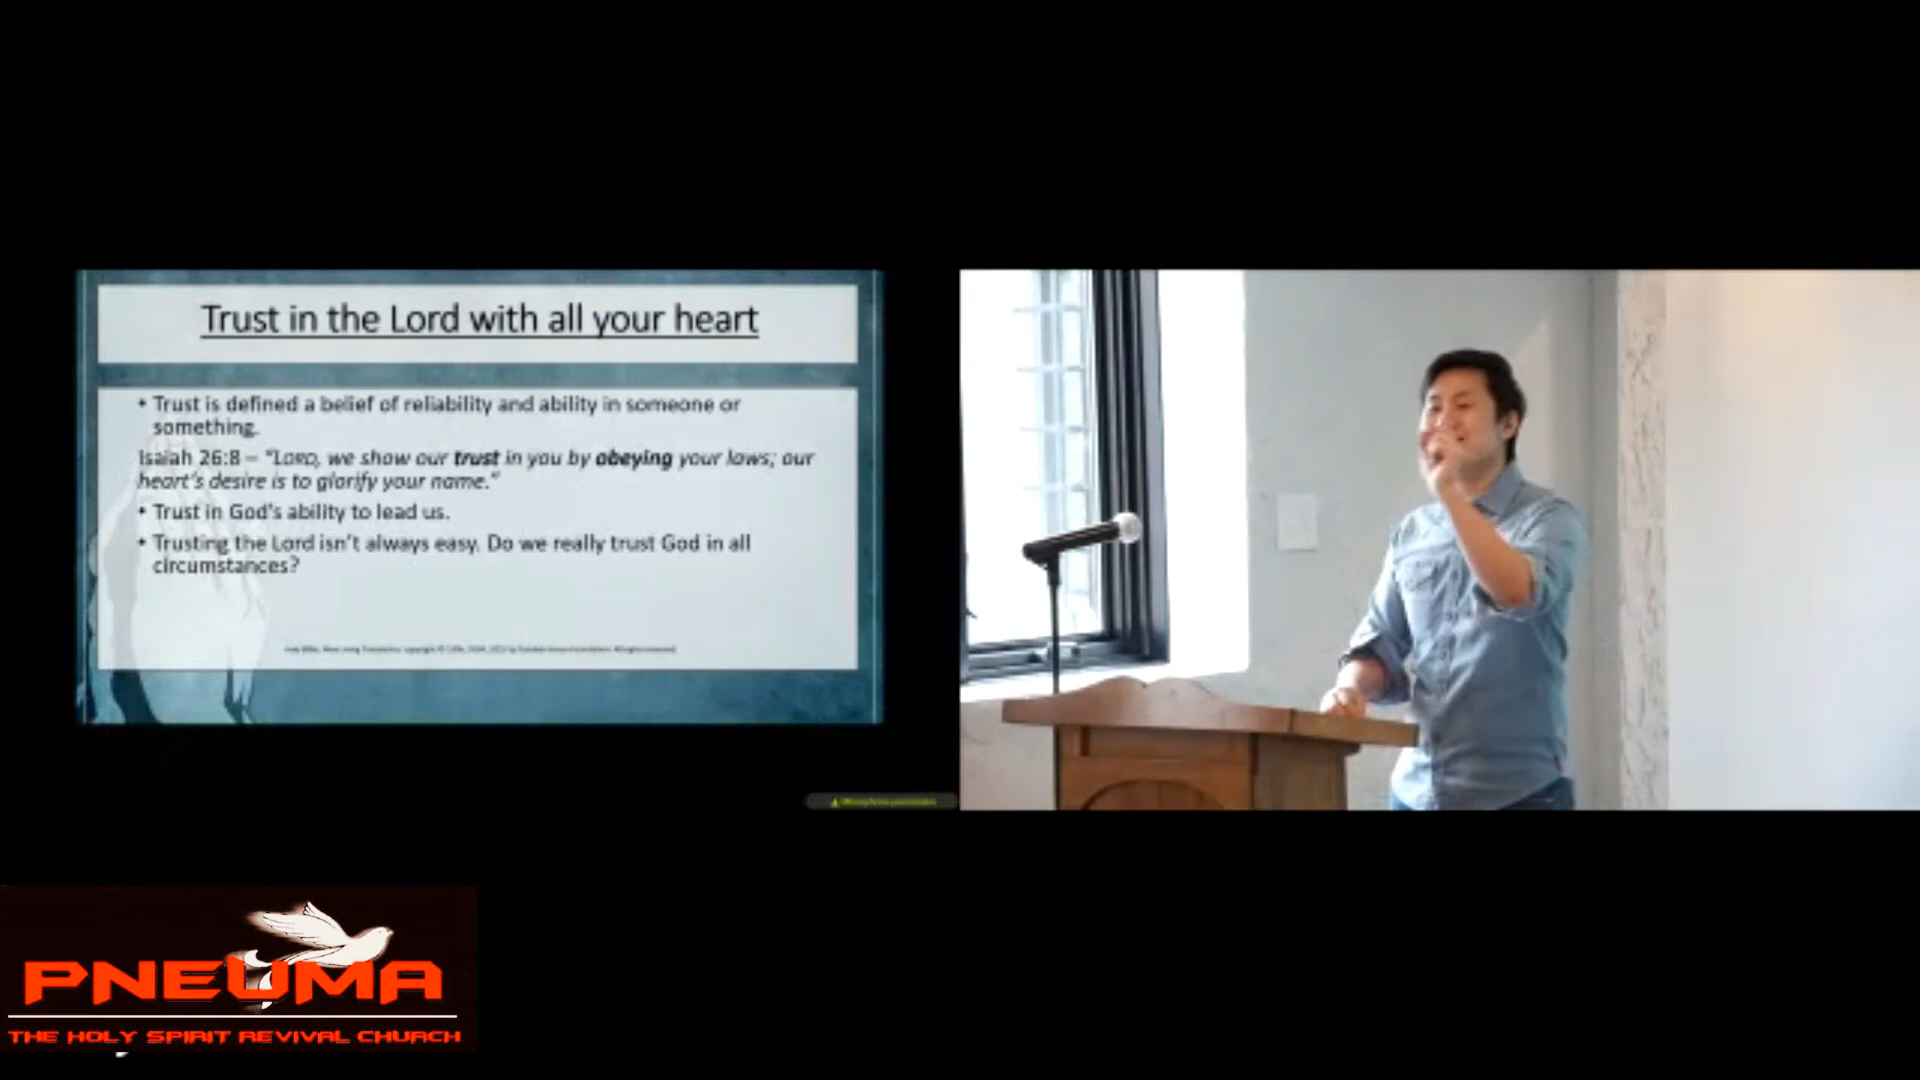 Trust in the Lord with all your heart
• Trust is defined a belief of reliability and ability in someone or
something.
Isaiah 26:8 – “LORD, we show our trust in you by obeying your laws; our
heart’s desire is to glorify your name.”
• Trust in God’s ability to lead us.
• Trusting the Lord isn’t always easy. Do we really trust God in all
circumstances?
PNEUMA
THE HOLY SPIRIT REVIVAL CHURCH